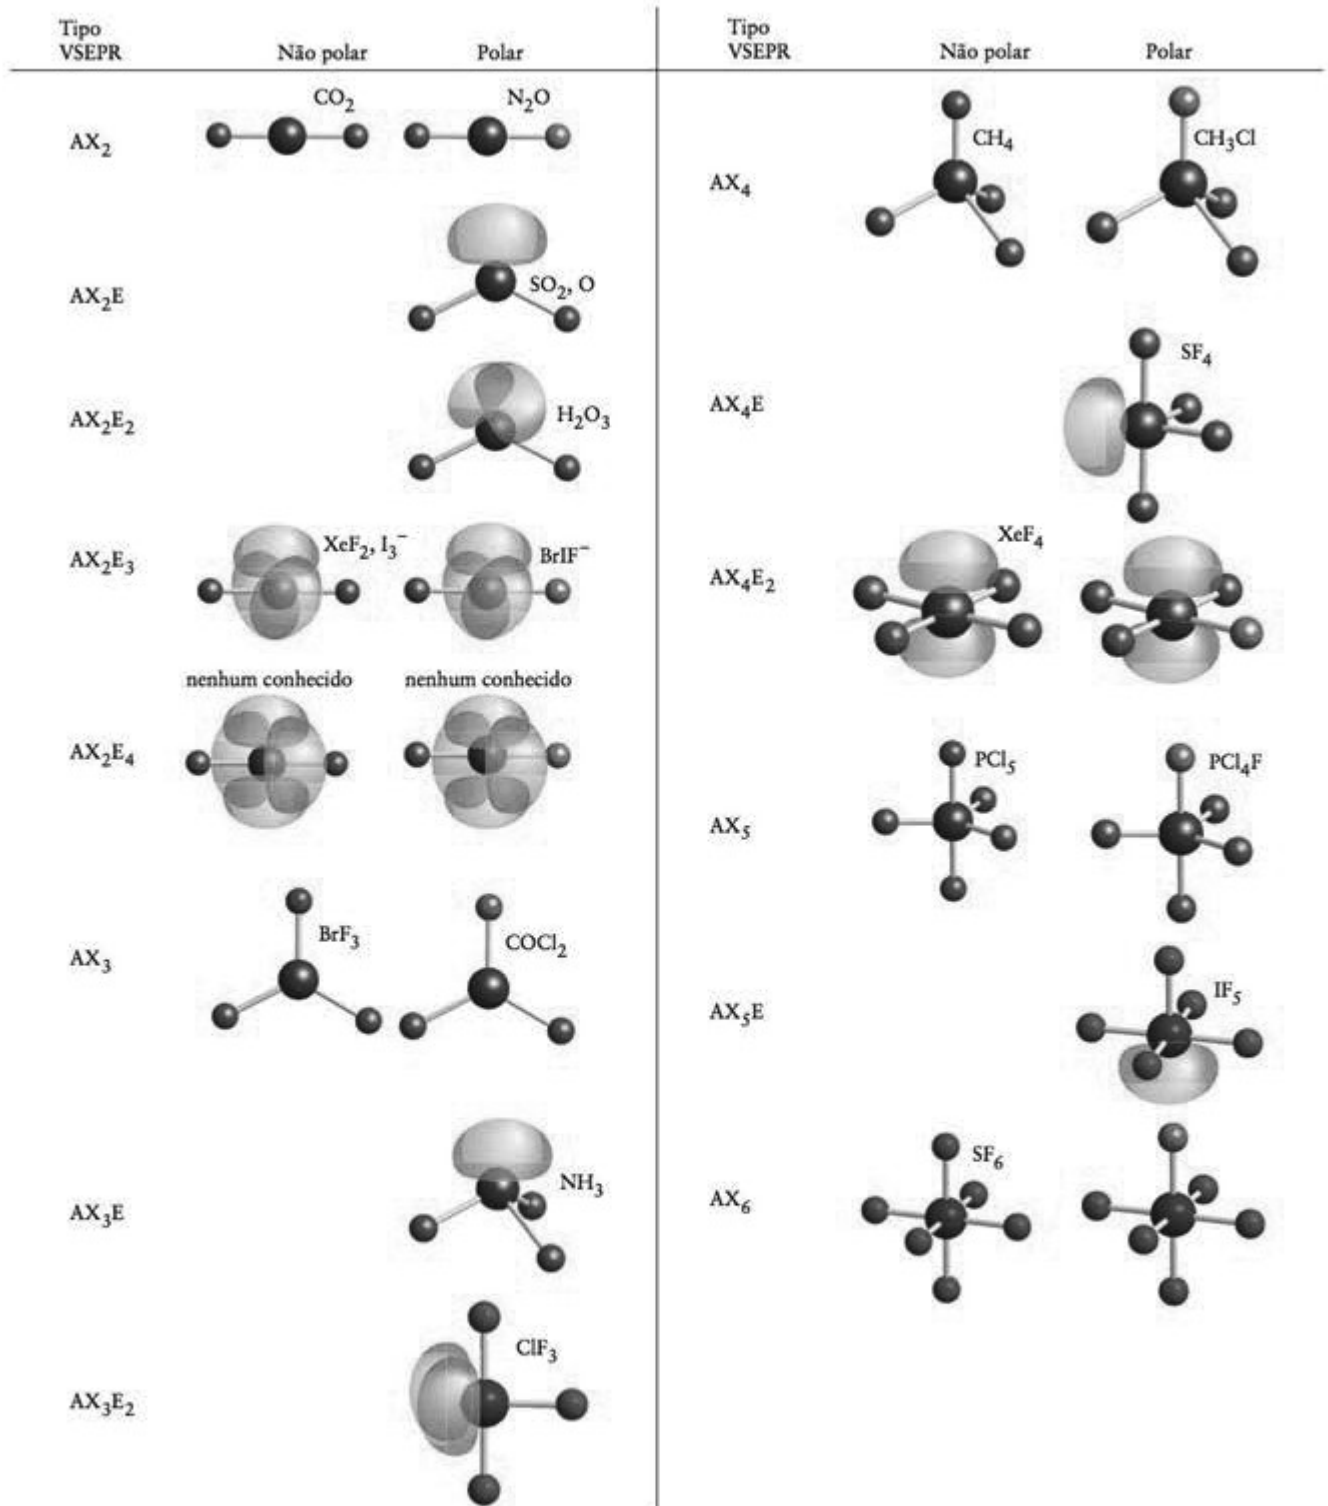 Tipo
VSEPR Não polar Polar
CO₂ N₂O
AX₂
AX₂E
SO₂, O
AX₂E₂
H₂O₃
AX₂E₃
XeF₂, I₃⁻ BrIF⁻
nenhum conhecido nenhum conhecido
AX₂E₄
AX₃
BrF₃ COCl₂
AX₃E
NH₃
AX₃E₂
ClF₃
Tipo
VSEPR Não polar Polar
AX₄
CH₄ CH₃Cl
AX₄E
SF₄
AX₄E₂
XeF₄
AX₅
PCl₅ PCl₄F
AX₅E
IF₅
AX₆
SF₆